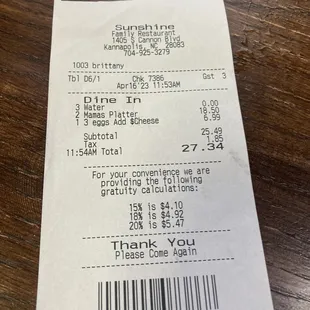 Sunshine
Family Restaurant
1405 S Cannon Blvd
Kannapolis, NC 28083
704-925-3279
1003 brittany
Tbl D6/1 Chk 7386 Gst 3
Apr16'23 11:53AM
Dine In
3 Water 0.00
2 Mamas Platter 18.50
1 3 eggs Add $Cheese 6.99
Subtotal 25.49
Tax 1.85
11:54AM Total 27.34
For your convenience we are
providing the following
gratuity calculations:
15% is $4.10
18% is $4.92
20% is $5.47
Thank You
Please Come Again